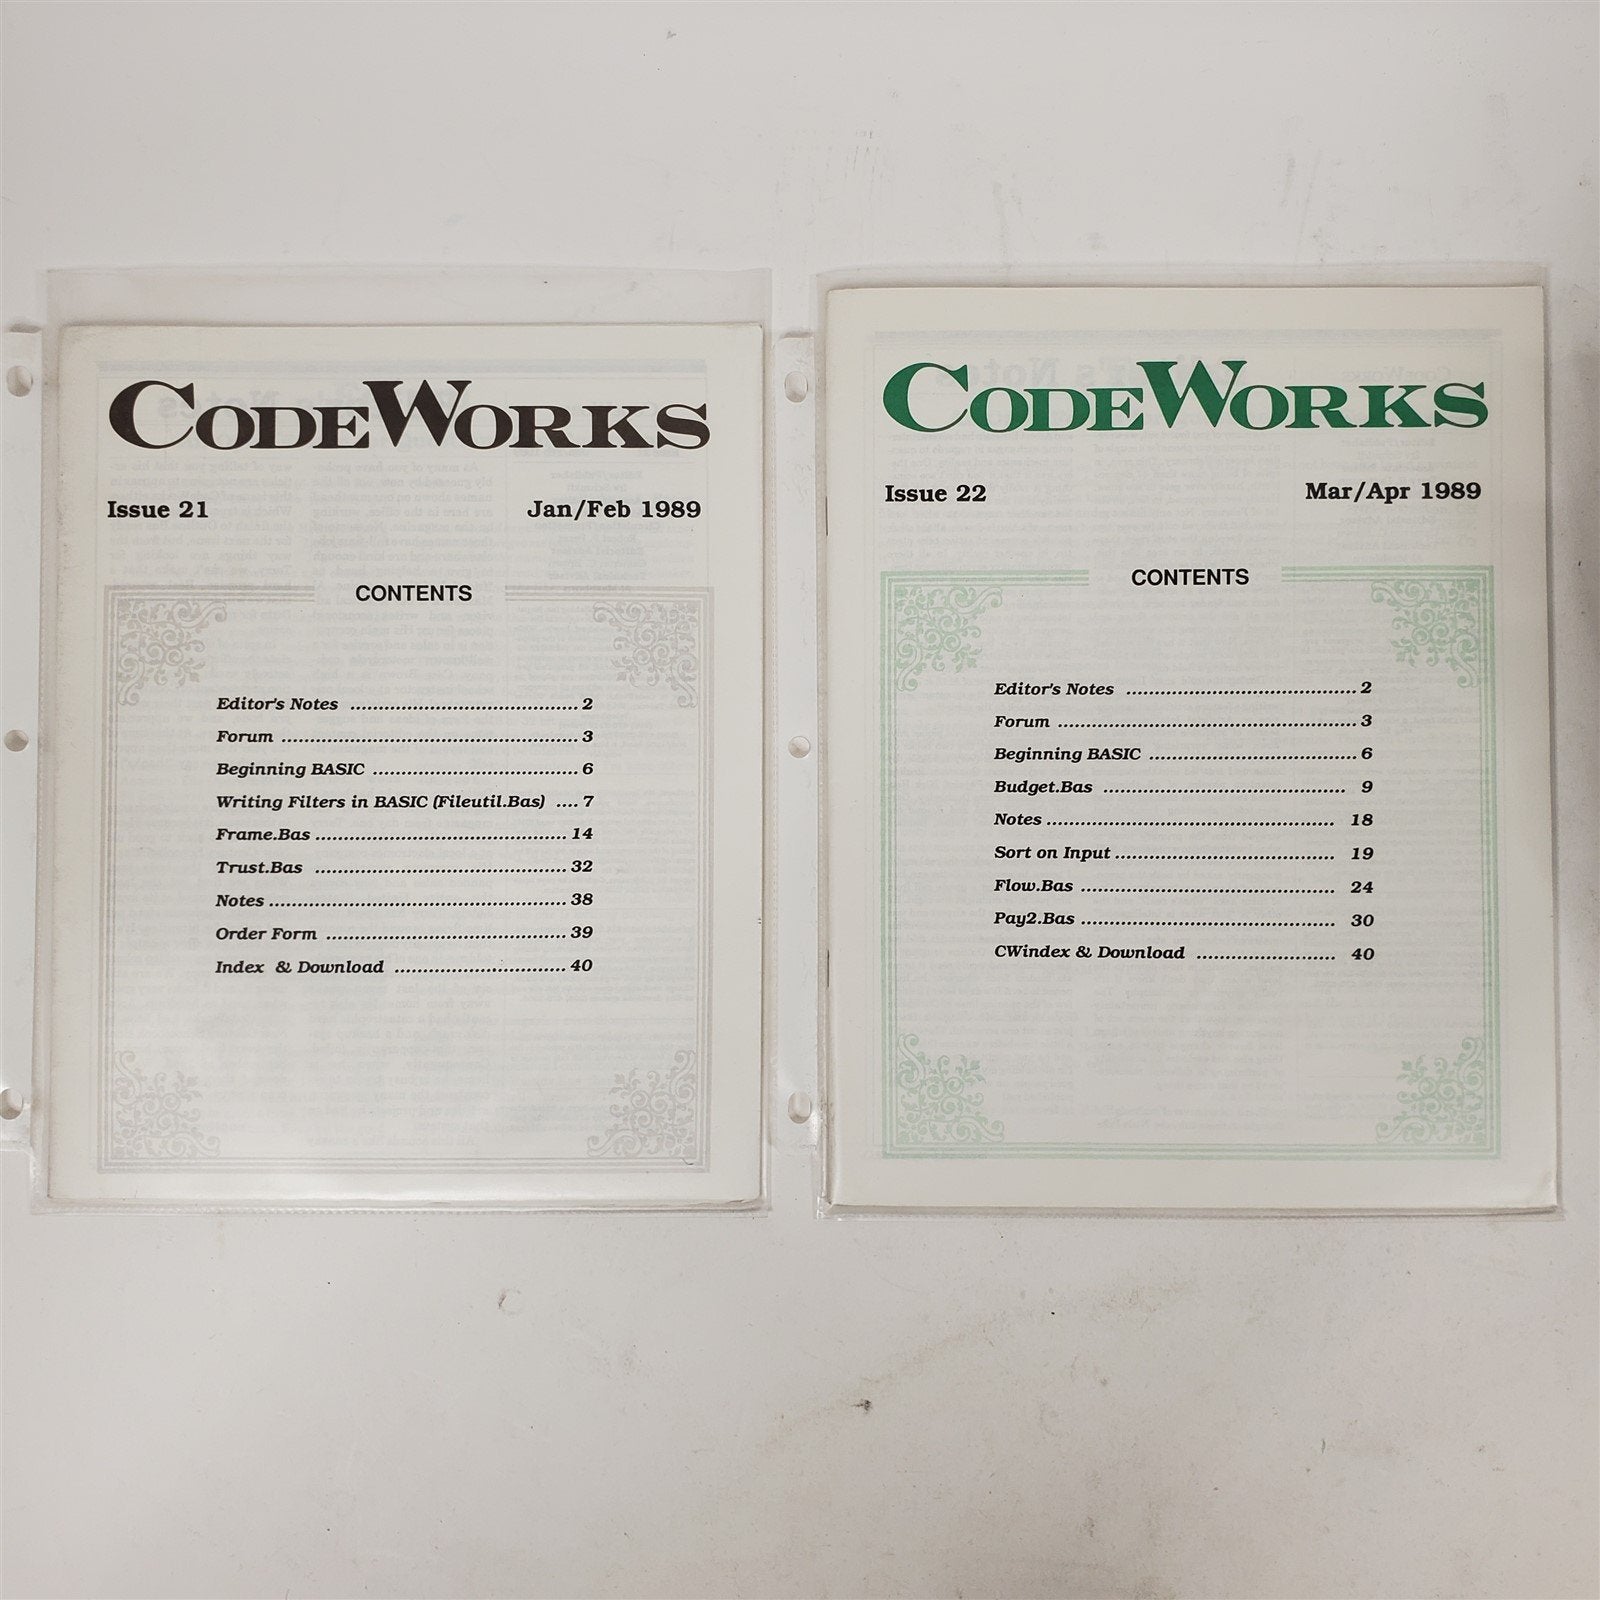 CODEWORKS
Issue 21 Jan/Feb 1989
CONTENTS
Editor's Notes ........................................ 2
Forum ..................................................... 3
Beginning BASIC ..................................... 6
Writing Filters in BASIC (Fileutil.Bas) .... 7
Frame.Bas ............................................. 14
Trust.Bas ............................................. 32
Notes ..................................................... 38
Order Form ........................................... 39
Index & Download ............................... 40
CODEWORKS
Issue 22 Mar/Apr 1989
CONTENTS
Editor's Notes ......................................... 2
Forum ..................................................... 3
Beginning BASIC ..................................... 6
Budget.Bas ........................................... 9
Notes .................................................... 18
Sort on Input ....................................... 19
Flow.Bas .............................................. 24
Pay2.Bas .............................................. 30
CWindex & Download ......................... 40